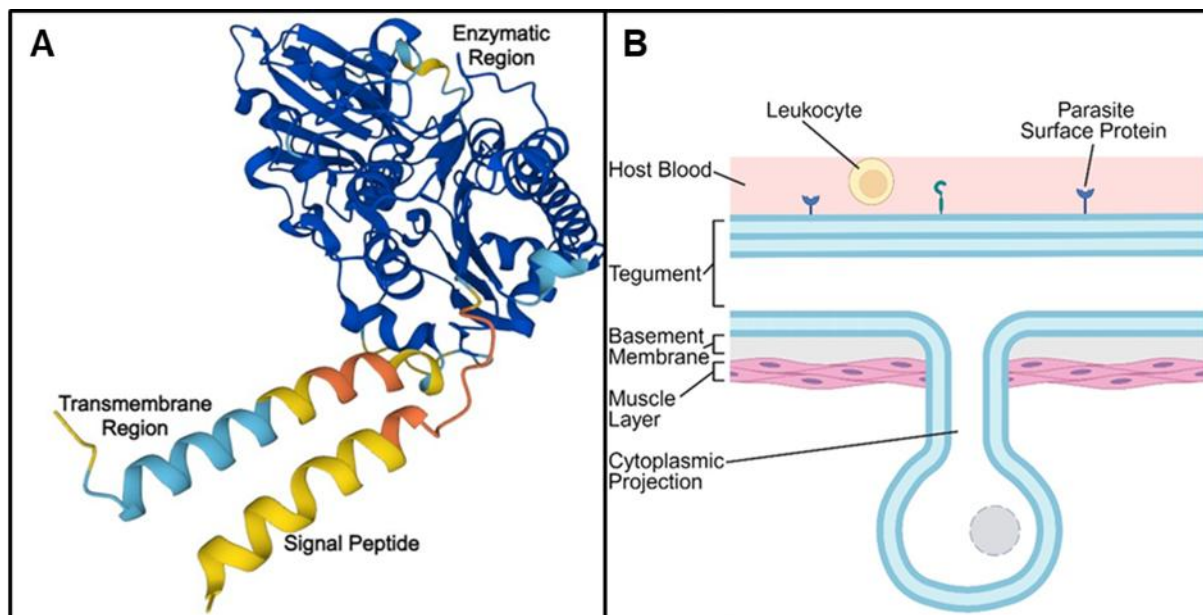 A
Enzymatic
Region
Transmembrane
Region
Signal Peptide
B
Leukocyte
Parasite
Surface Protein
Host Blood
Tegument
Basement
Membrane
Muscle
Layer
Cytoplasmic
Projection